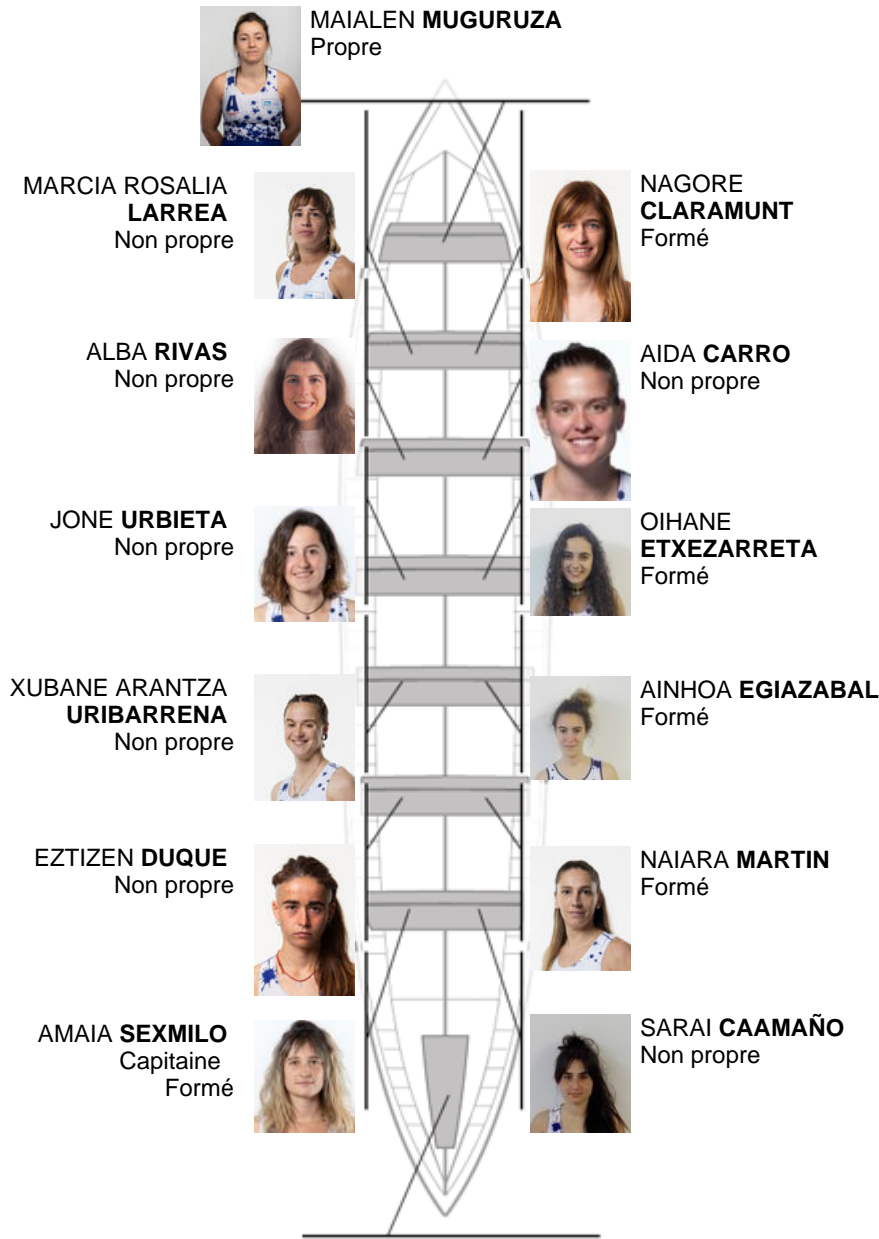 MAIALEN MUGURUZA
Propre
MARCIA ROSALIA
LARREA
Non propre
NAGORE
CLARAMUNT
Formé
ALBA RIVAS
Non propre
AIDA CARRO
Non propre
JONE URBIETA
Non propre
OIHANE
ETXEZARRETA
Formé
XUBANE ARANTZA
URIBARRENA
Non propre
AINHOA EGIAZABAL
Formé
EZTIZEN DUQUE
Non propre
NAIARA MARTIN
Formé
AMAIA SEXMILO
Capitaine
Formé
SARAI CAAMAÑO
Non propre